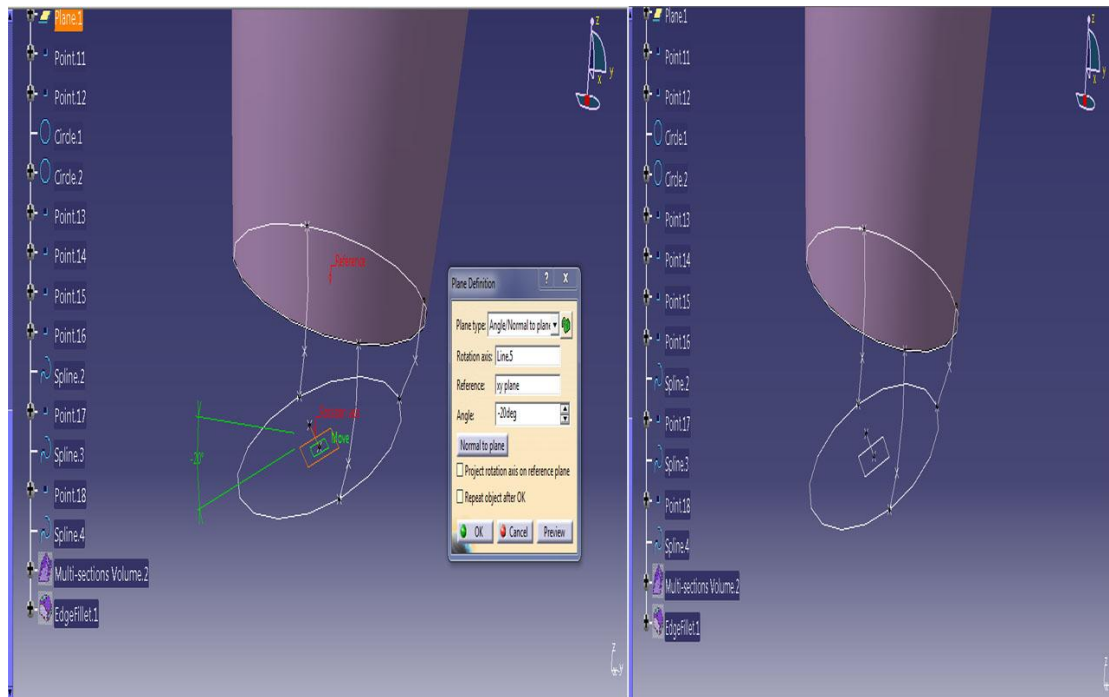 Plane.1
Point.11
Point.12
Circle.1
Circle.2
Point.13
Point.14
Point.15
Point.16
Spline.2
Point.17
Spline.3
Point.18
Spline.4
Multi-sections Volume.2
EdgeFillet.1
Reference
Move
-20°
z
y
x
Plane Definition
? X
Plane type: Angle/Normal to plane
Rotation axis: Line.5
Reference: xy plane
Angle: -20deg
Normal to plane
Project rotation axis on reference plane
Repeat object after OK
OK Cancel Preview
z
x y
Plane.1
Point.11
Point.12
Circle.1
Circle.2
Point.13
Point.14
Point.15
Point.16
Spline.2
Point.17
Spline.3
Point.18
Spline.4
Multi-sections Volume.2
EdgeFillet.1
z
y
x
z